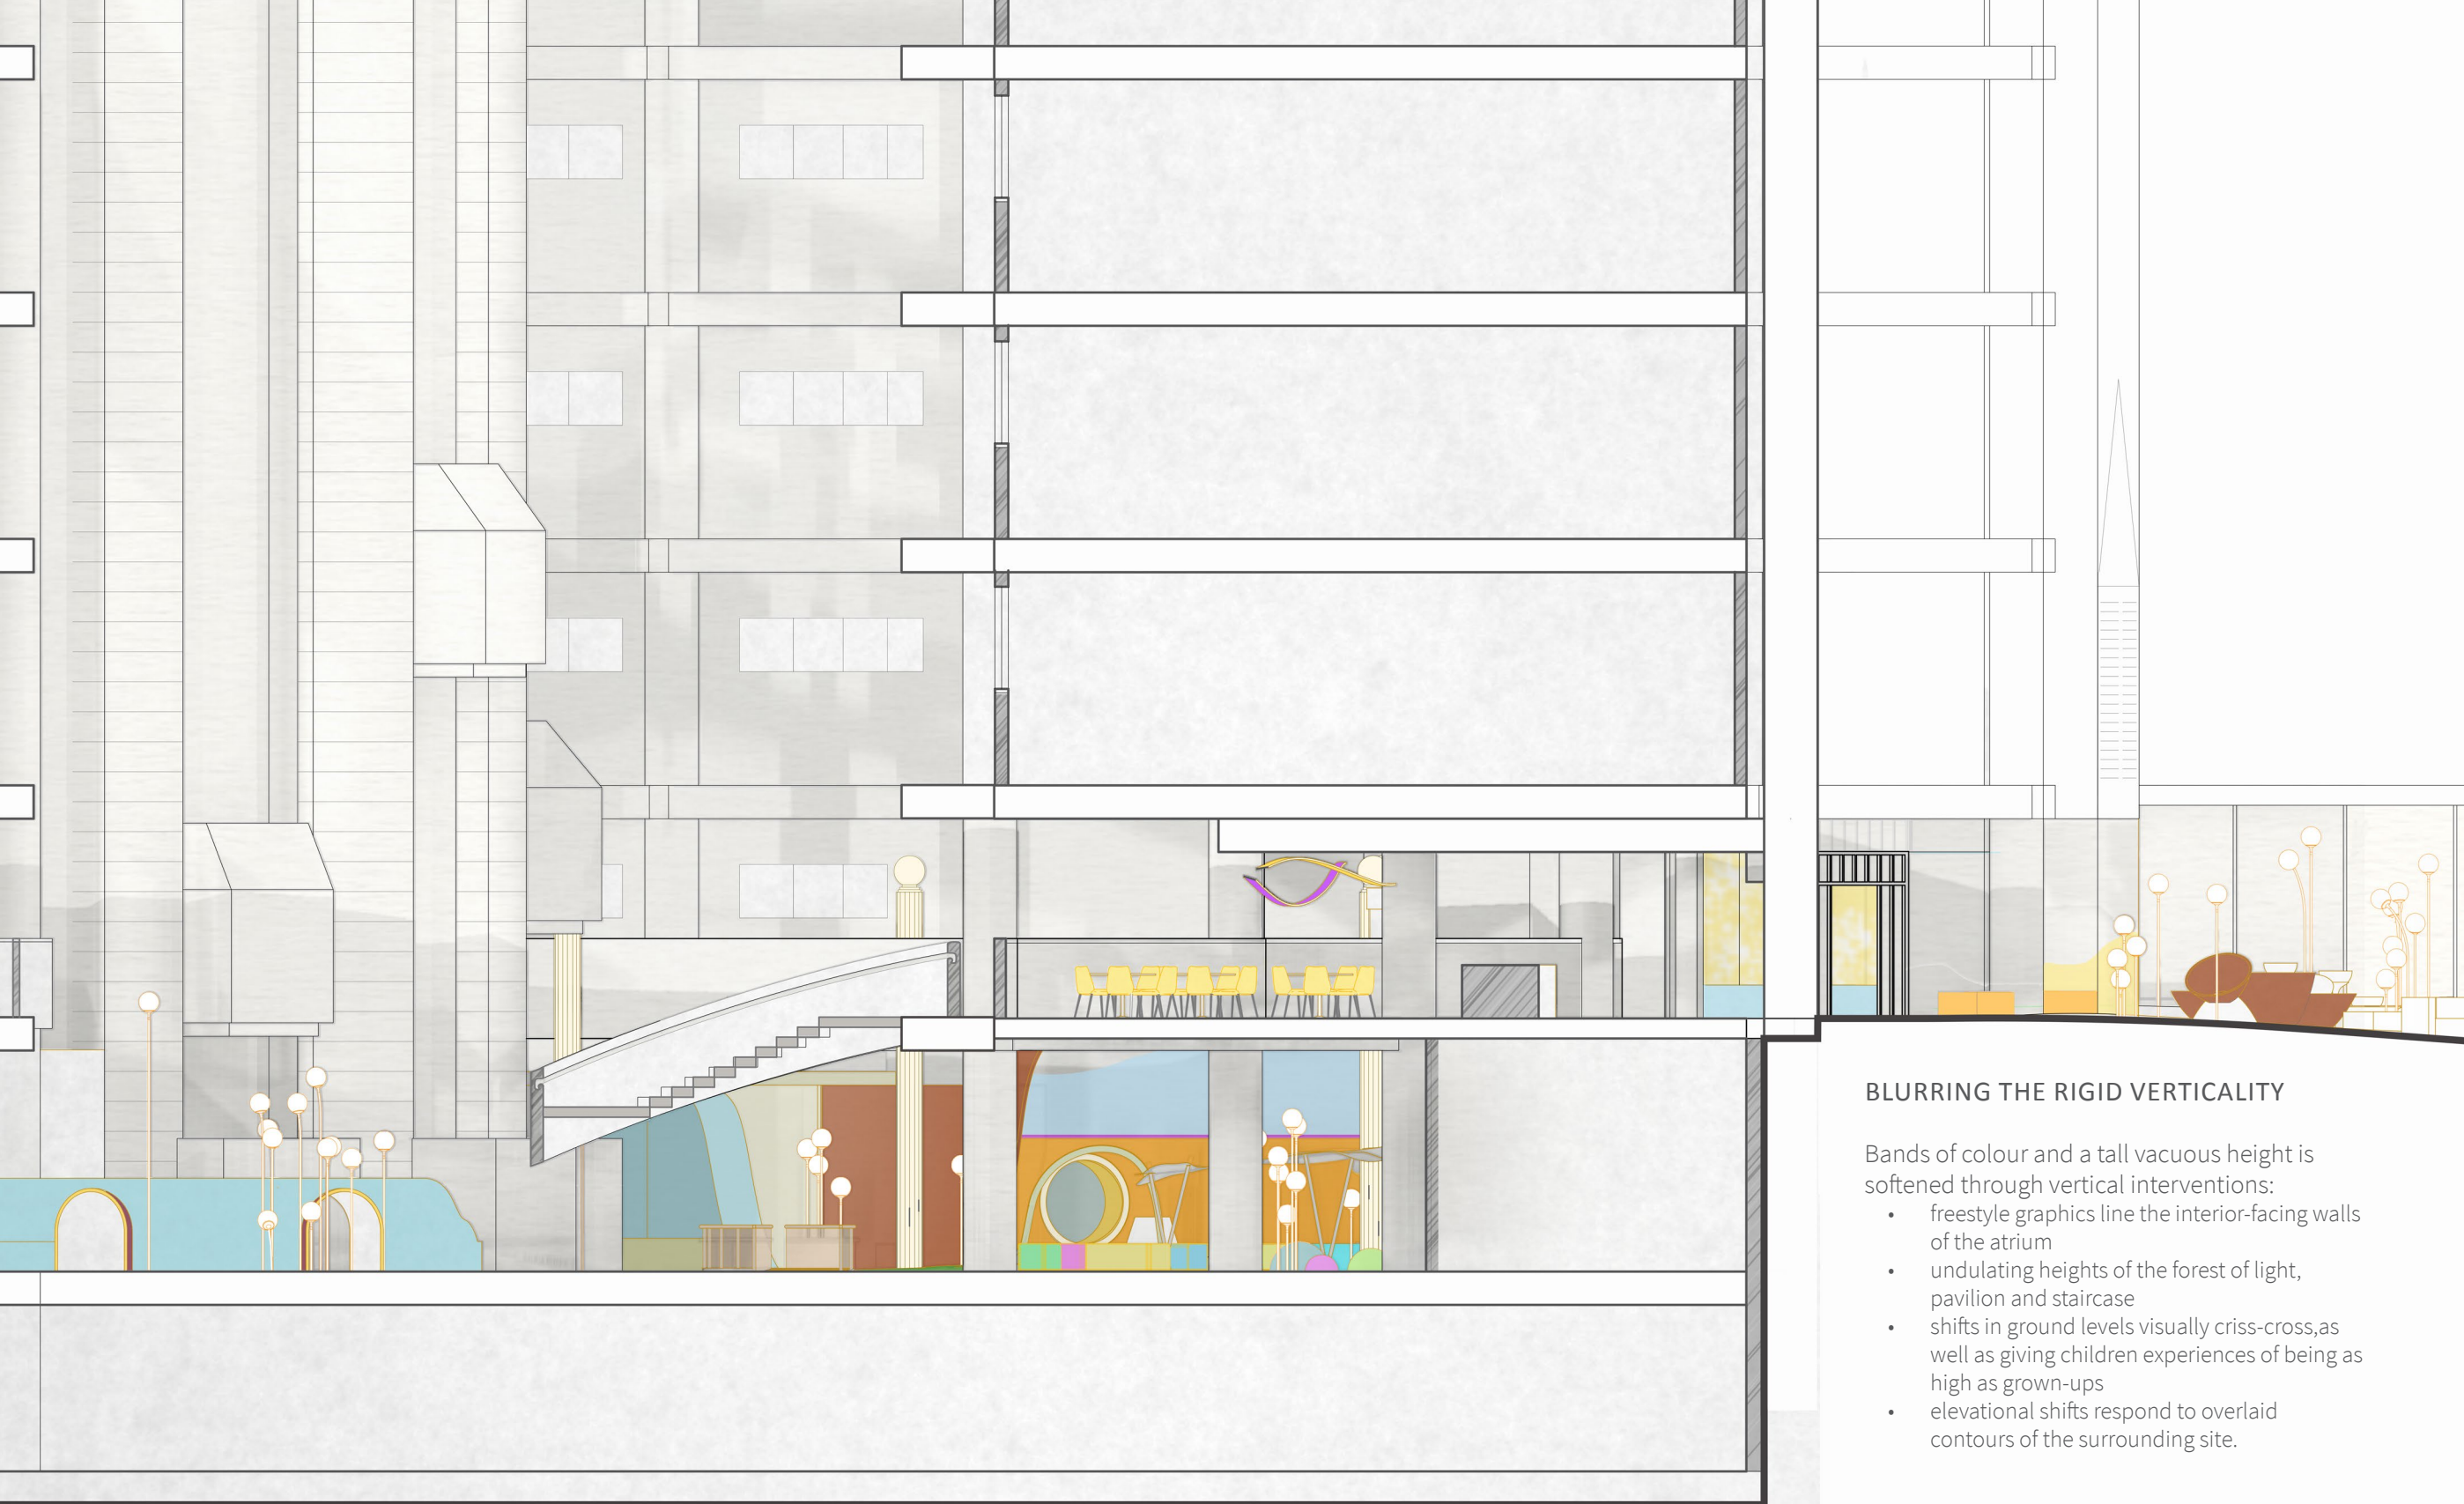 BLURRING THE RIGID VERTICALITY
Bands of colour and a tall vacuous height is
softened through vertical interventions:
• freestyle graphics line the interior-facing walls
of the atrium
• undulating heights of the forest of light,
pavilion and staircase
• shifts in ground levels visually criss-cross,as
well as giving children experiences of being as
high as grown-ups
• elevational shifts respond to overlaid
contours of the surrounding site.